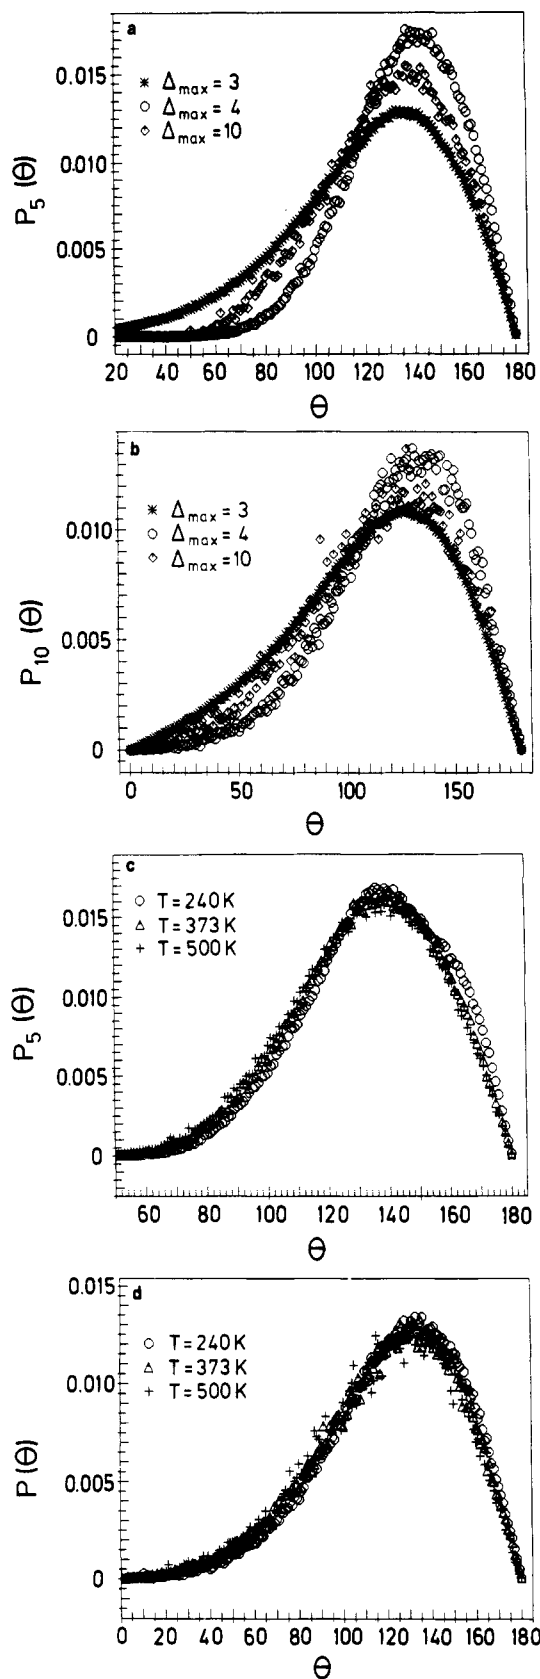 a
0.015
0.010
0.005
0
P5 (Θ)
* Δmax = 3
○ Δmax = 4
◇ Δmax = 10
20 40 60 80 100 120 140 160 180
Θ
b
0.010
0.005
0
P10 (Θ)
* Δmax = 3
○ Δmax = 4
◇ Δmax = 10
0 50 100 150
Θ
c
0.015
0.010
0.005
0
P5 (Θ)
○ T = 240 K
△ T = 373 K
+ T = 500 K
60 80 100 120 140 160 180
Θ
d
0.015
0.010
0.005
0
P(Θ)
○ T = 240 K
△ T = 373 K
+ T = 500 K
0 20 40 60 80 100 120 140 160 180
Θ